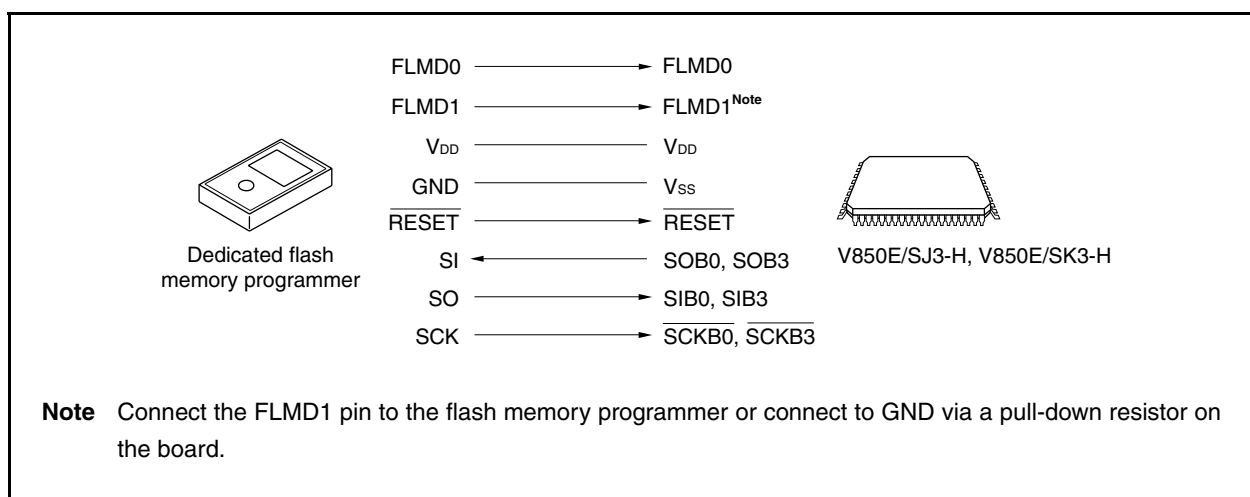 FLMD0 FLMD0
FLMD1 FLMD1Note
VDD VDD
GND VSS
RESET RESET
Dedicated flash
memory programmer
SI SOB0, SOB3
V850E/SJ3-H, V850E/SK3-H
SO SIB0, SIB3
SCK SCKB0, SCKB3
Note Connect the FLMD1 pin to the flash memory programmer or connect to GND via a pull-down resistor on
the board.